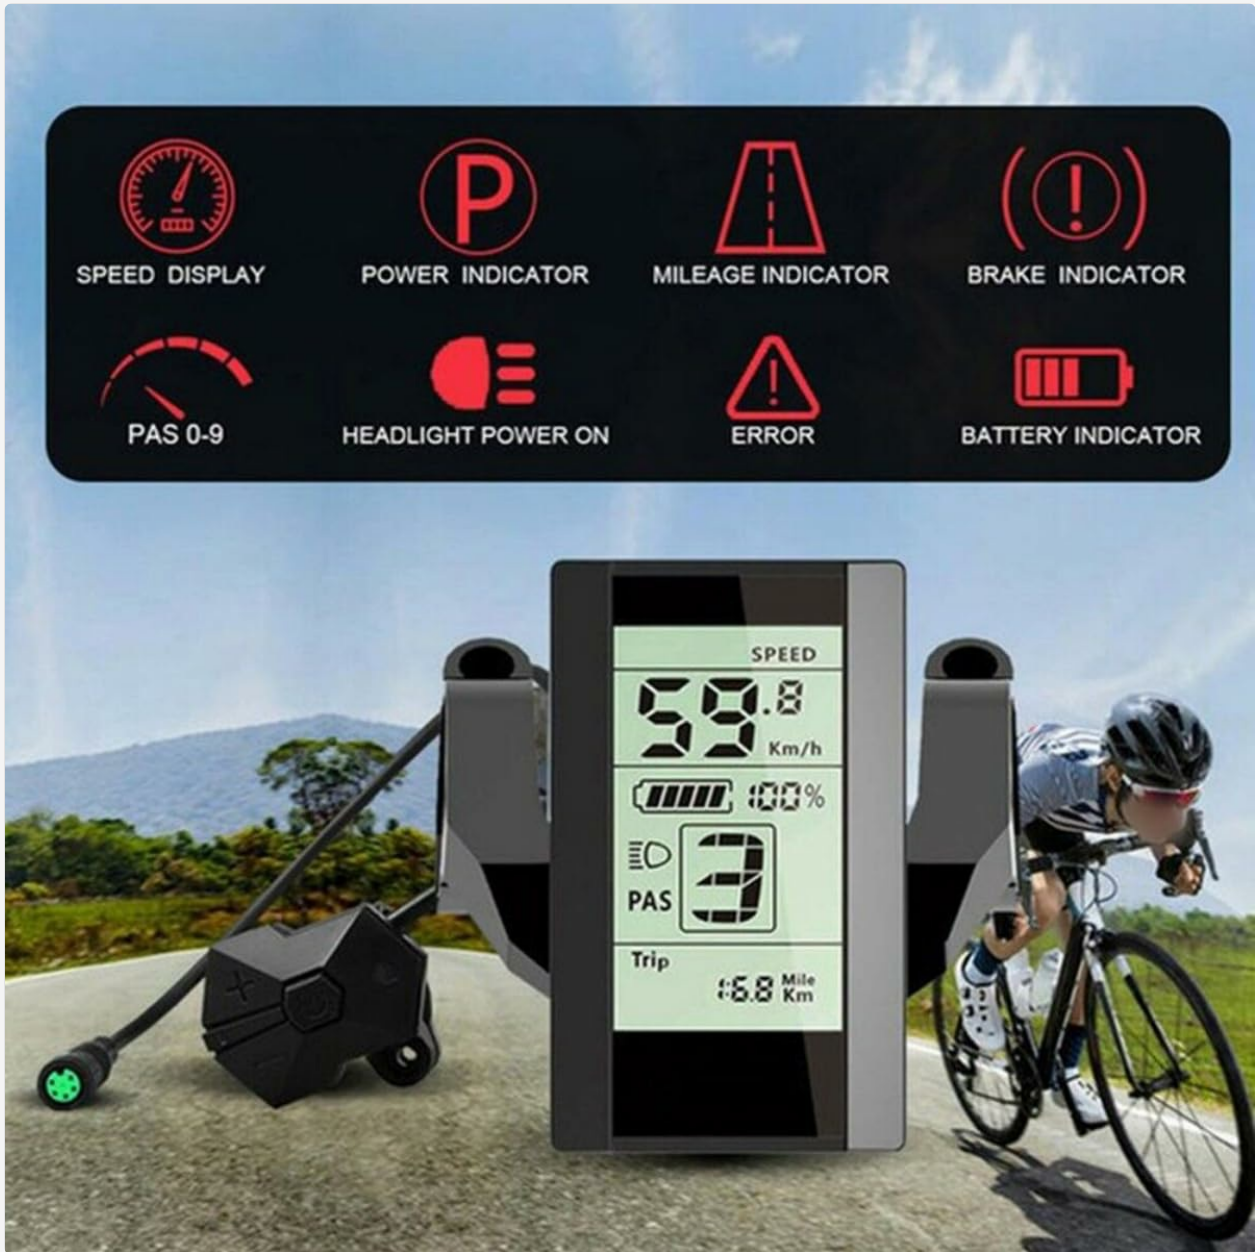 SPEED DISPLAY
POWER INDICATOR
MILEAGE INDICATOR
BRAKE INDICATOR
PAS 0-9
HEADLIGHT POWER ON
ERROR
BATTERY INDICATOR
SPEED
59.8
Km/h
100%
PAS
3
Trip
16.8 Mile
Km